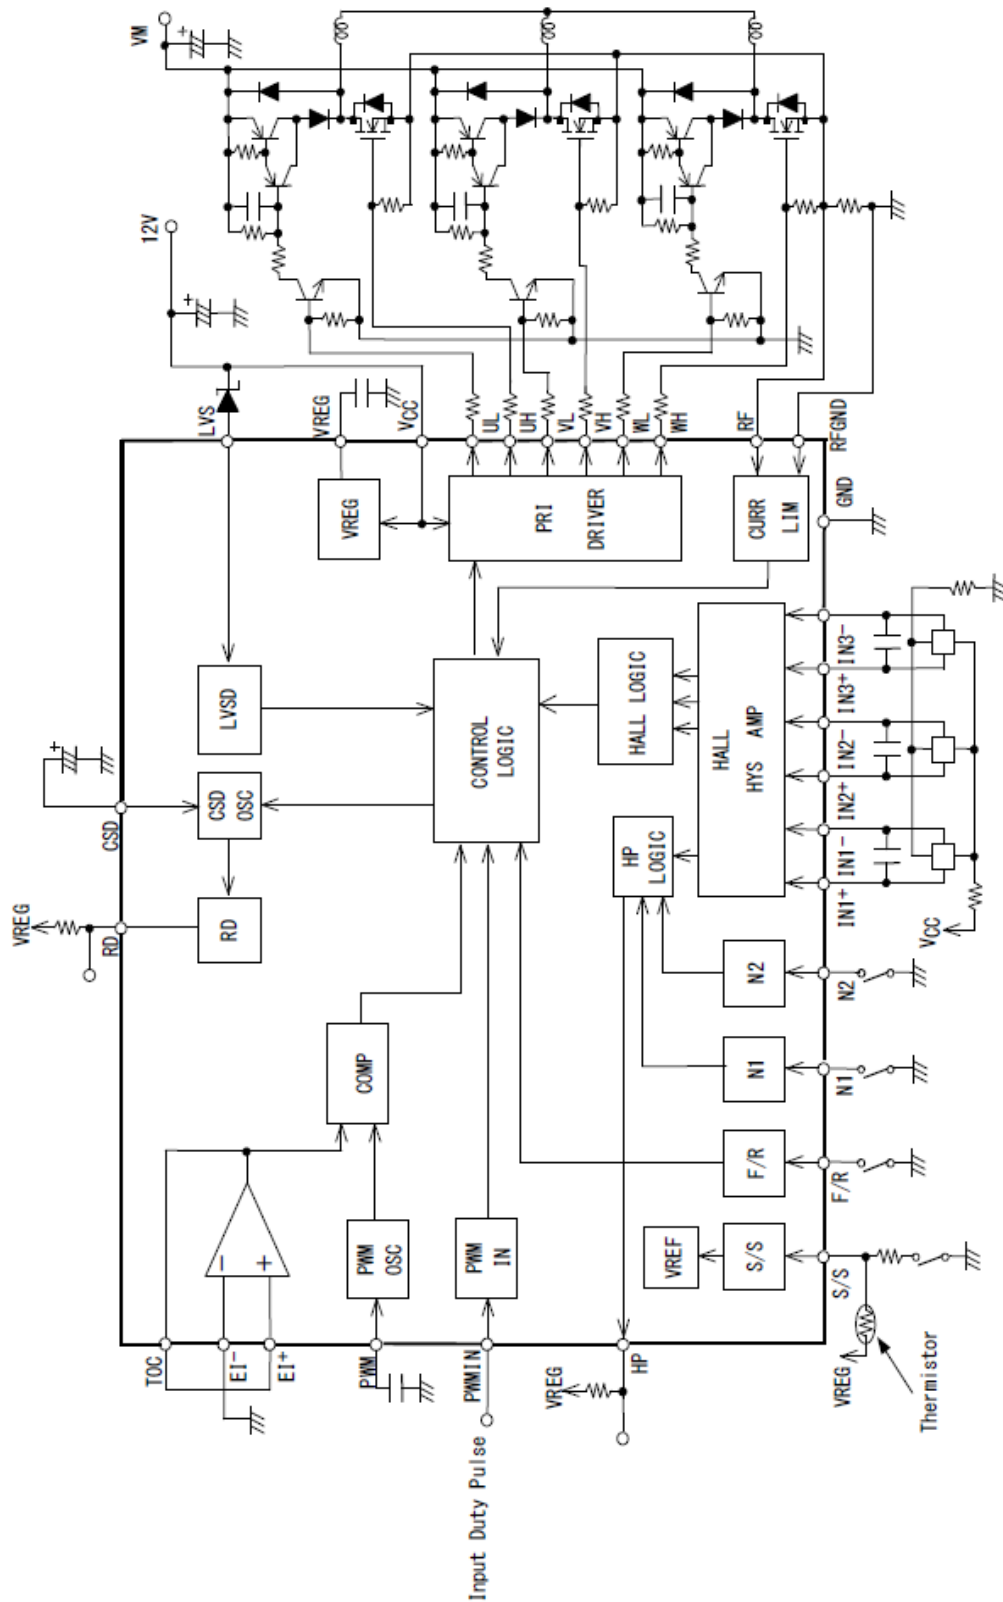 Input Duty Pulse
TOC
EI-
EI+
PWM
PWMIN
VREG
HP
VREG
RD
CSD
LVS
12V
VM
-
+
PWM
OSC
PWM
IN
COMP
RD
CSD
OSC
LVSD
VREG
VREG
VCC
CONTROL
LOGIC
PRI
DRIVER
UL
UH
VL
VH
WL
WH
VREF
S/S
F/R
N1
N2
HP
LOGIC
HALL LOGIC
HALL
HYS AMP
CURR
LIM
RF
RFGND
GND
S/S
F/R
N1
N2
IN1+
IN1-
IN2+
IN2-
IN3+
IN3-
VREG
VCC
Thermistor
+
+
+